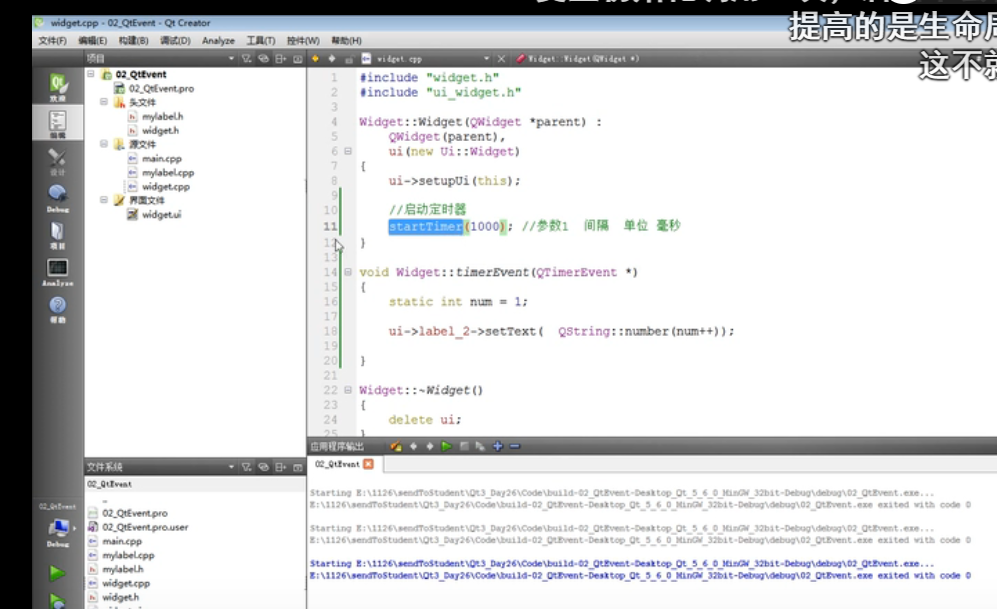 提高的是生命周
这不就
widget.cpp - 02_QtEvent - Qt Creator
文件(F) 编辑(E) 构建(B) 调试(D) Analyze 工具(T) 控件(W) 帮助(H)
项目
widget.cpp
Widget::Widget(QWidget *)
欢迎
编辑
设计
Debug
项目
Analyze
帮助
02_QtEvent
02_QtEvent.pro
头文件
mylabel.h
widget.h
源文件
main.cpp
mylabel.cpp
widget.cpp
界面文件
widget.ui
1 #include "widget.h"
2 #include "ui_widget.h"
3
4 Widget::Widget(QWidget *parent) :
5 QWidget(parent),
6 ui(new Ui::Widget)
7 {
8 ui->setupUi(this);
9
10 //启动定时器
11 startTimer(1000); //参数1 间隔 单位 毫秒
12 }
13
14 void Widget::timerEvent(QTimerEvent *)
15 {
16 static int num = 1;
17
18 ui->label_2->setText( QString::number(num++));
19
20 }
21
22 Widget::~Widget()
23 {
24 delete ui;
25 }
文件系统
02_QtEvent
..
02_QtEvent.pro
02_QtEvent.pro.user
main.cpp
mylabel.cpp
mylabel.h
widget.cpp
widget.h
02_QtEvent
Debug
应用程序输出
02_QtEvent
Starting E:\1126\sendToStudent\Qt3_Day26\Code\build-02_QtEvent-Desktop_Qt_5_6_0_MinGW_32bit-Debug\debug\02_QtEvent.exe...
E:\1126\sendToStudent\Qt3_Day26\Code\build-02_QtEvent-Desktop_Qt_5_6_0_MinGW_32bit-Debug\debug\02_QtEvent.exe exited with code 0
Starting E:\1126\sendToStudent\Qt3_Day26\Code\build-02_QtEvent-Desktop_Qt_5_6_0_MinGW_32bit-Debug\debug\02_QtEvent.exe...
E:\1126\sendToStudent\Qt3_Day26\Code\build-02_QtEvent-Desktop_Qt_5_6_0_MinGW_32bit-Debug\debug\02_QtEvent.exe exited with code 0
Starting E:\1126\sendToStudent\Qt3_Day26\Code\build-02_QtEvent-Desktop_Qt_5_6_0_MinGW_32bit-Debug\debug\02_QtEvent.exe...
E:\1126\sendToStudent\Qt3_Day26\Code\build-02_QtEvent-Desktop_Qt_5_6_0_MinGW_32bit-Debug\debug\02_QtEvent.exe exited with code 0